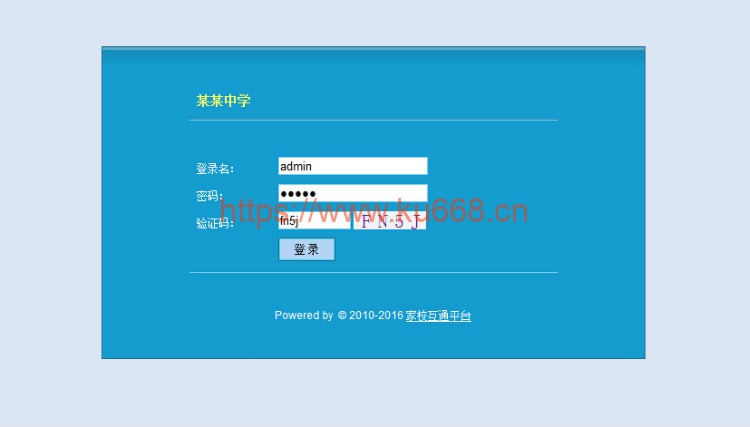 某某中学
登录名： admin
密码： ●●●●●
https://www.ku668.cn
验证码： fn5j F N 5 J
登录
Powered by © 2010-2016 家校互通平台